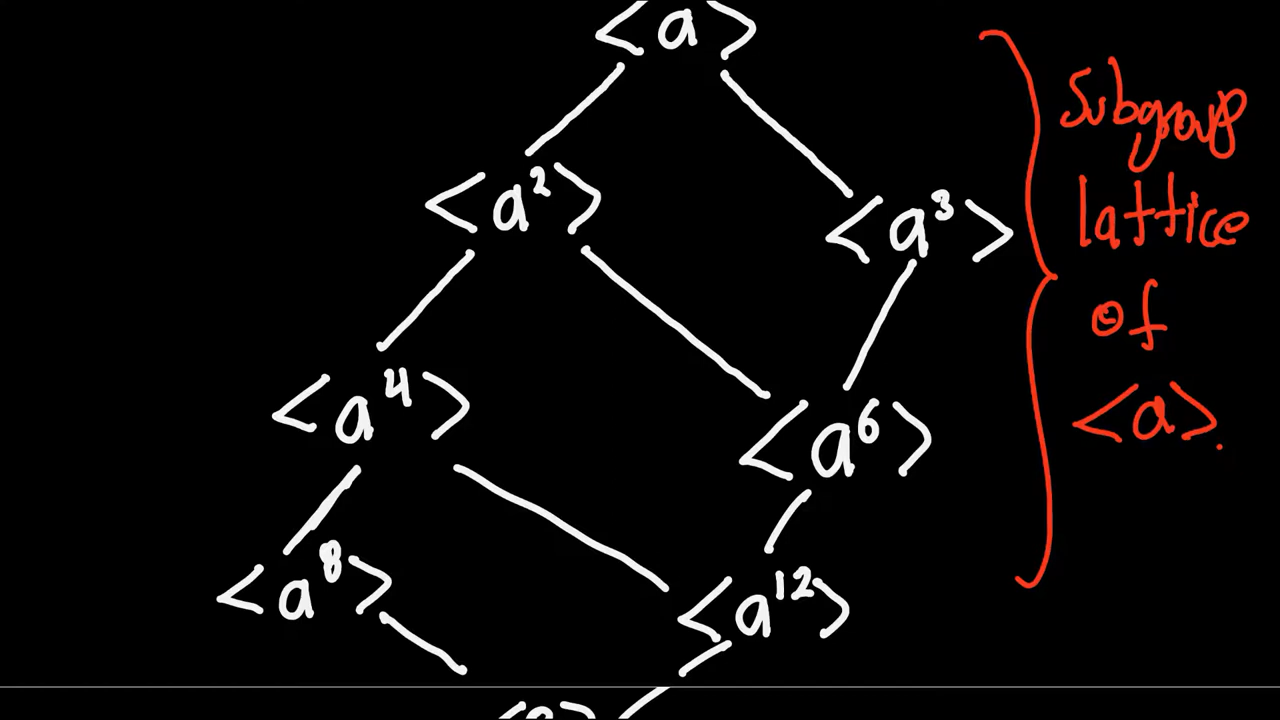 <a>
<a²>
<a³>
<a⁴>
<a⁶>
<a⁸>
<a¹²>
Subgroup
lattice
of
<a>.